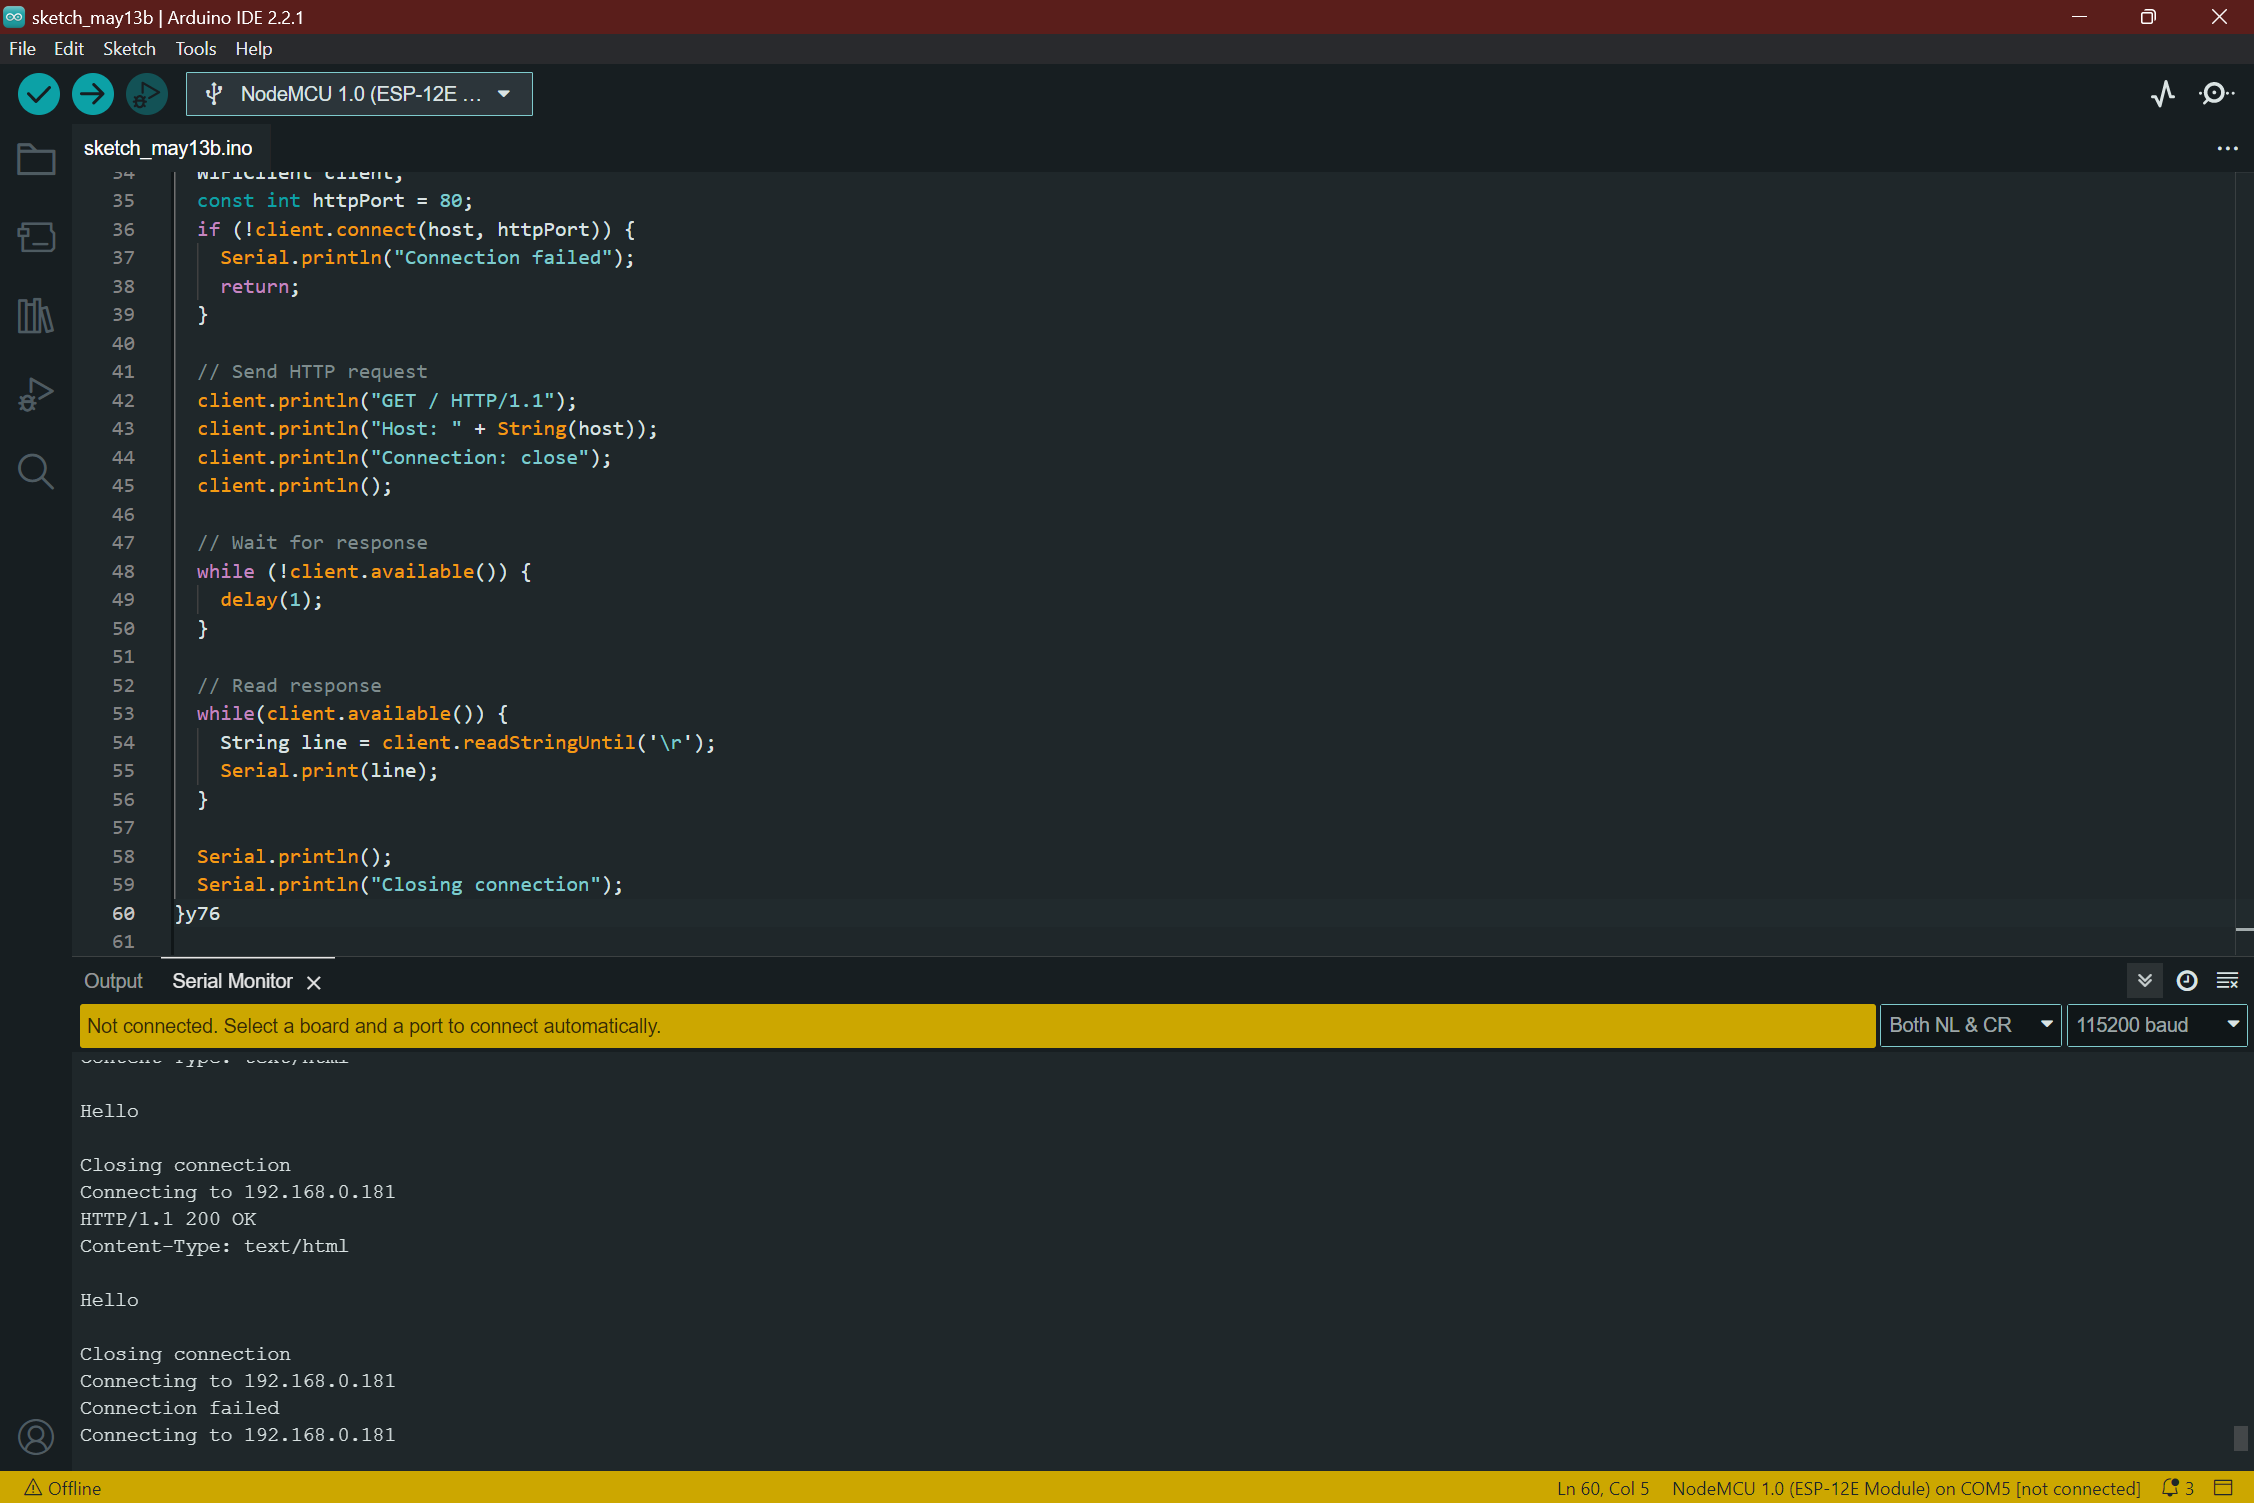 sketch_may13b | Arduino IDE 2.2.1
File Edit Sketch Tools Help
NodeMCU 1.0 (ESP-12E ...
sketch_may13b.ino
34 WiFiClient client;
35 const int httpPort = 80;
36 if (!client.connect(host, httpPort)) {
37 Serial.println("Connection failed");
38 return;
39 }
40
41 // Send HTTP request
42 client.println("GET / HTTP/1.1");
43 client.println("Host: " + String(host));
44 client.println("Connection: close");
45 client.println();
46
47 // Wait for response
48 while (!client.available()) {
49 delay(1);
50 }
51
52 // Read response
53 while(client.available()) {
54 String line = client.readStringUntil('\r');
55 Serial.print(line);
56 }
57
58 Serial.println();
59 Serial.println("Closing connection");
60 }y76
61
Output Serial Monitor
Not connected. Select a board and a port to connect automatically. Both NL & CR 115200 baud
Content-Type: text/html
Hello
Closing connection
Connecting to 192.168.0.181
HTTP/1.1 200 OK
Content-Type: text/html
Hello
Closing connection
Connecting to 192.168.0.181
Connection failed
Connecting to 192.168.0.181
Offline Ln 60, Col 5 NodeMCU 1.0 (ESP-12E Module) on COM5 [not connected] 3